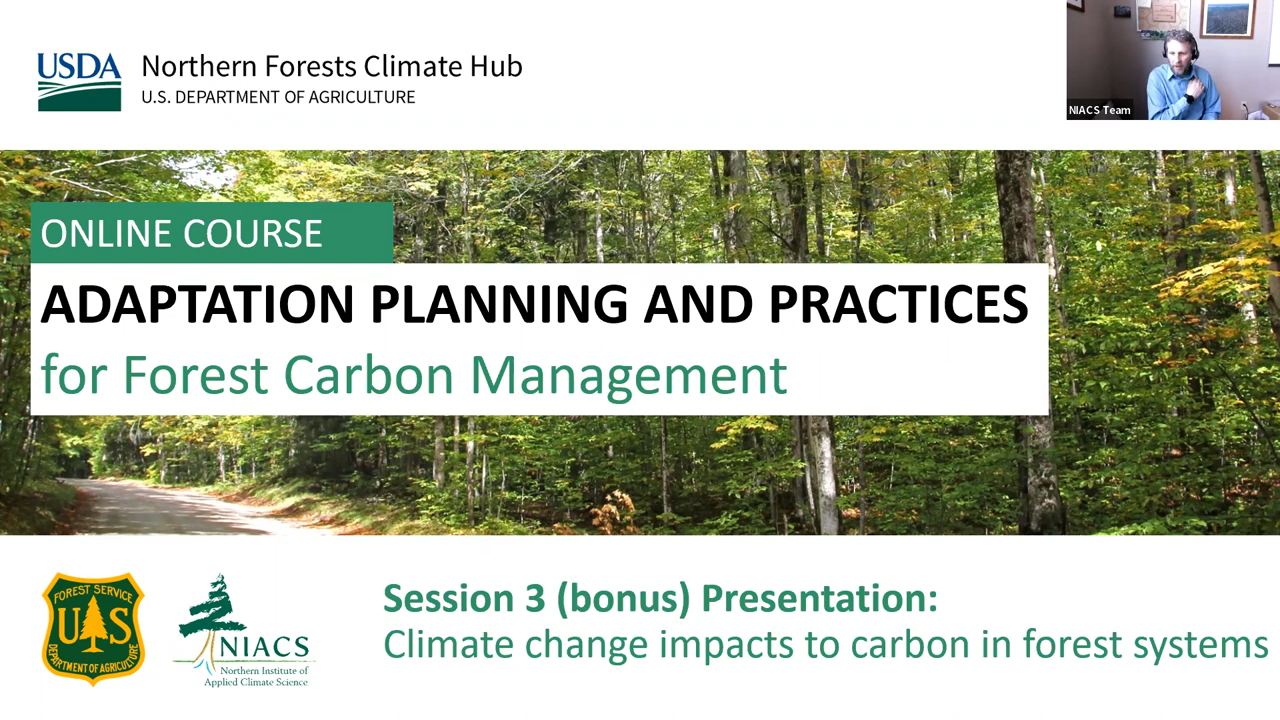 USDA
Northern Forests Climate Hub
U.S. DEPARTMENT OF AGRICULTURE
NIACS Team
ONLINE COURSE
ADAPTATION PLANNING AND PRACTICES
for Forest Carbon Management
FOREST SERVICE
US
DEPARTMENT OF AGRICULTURE
NIACS
Northern Institute of
Applied Climate Science
Session 3 (bonus) Presentation:
Climate change impacts to carbon in forest systems